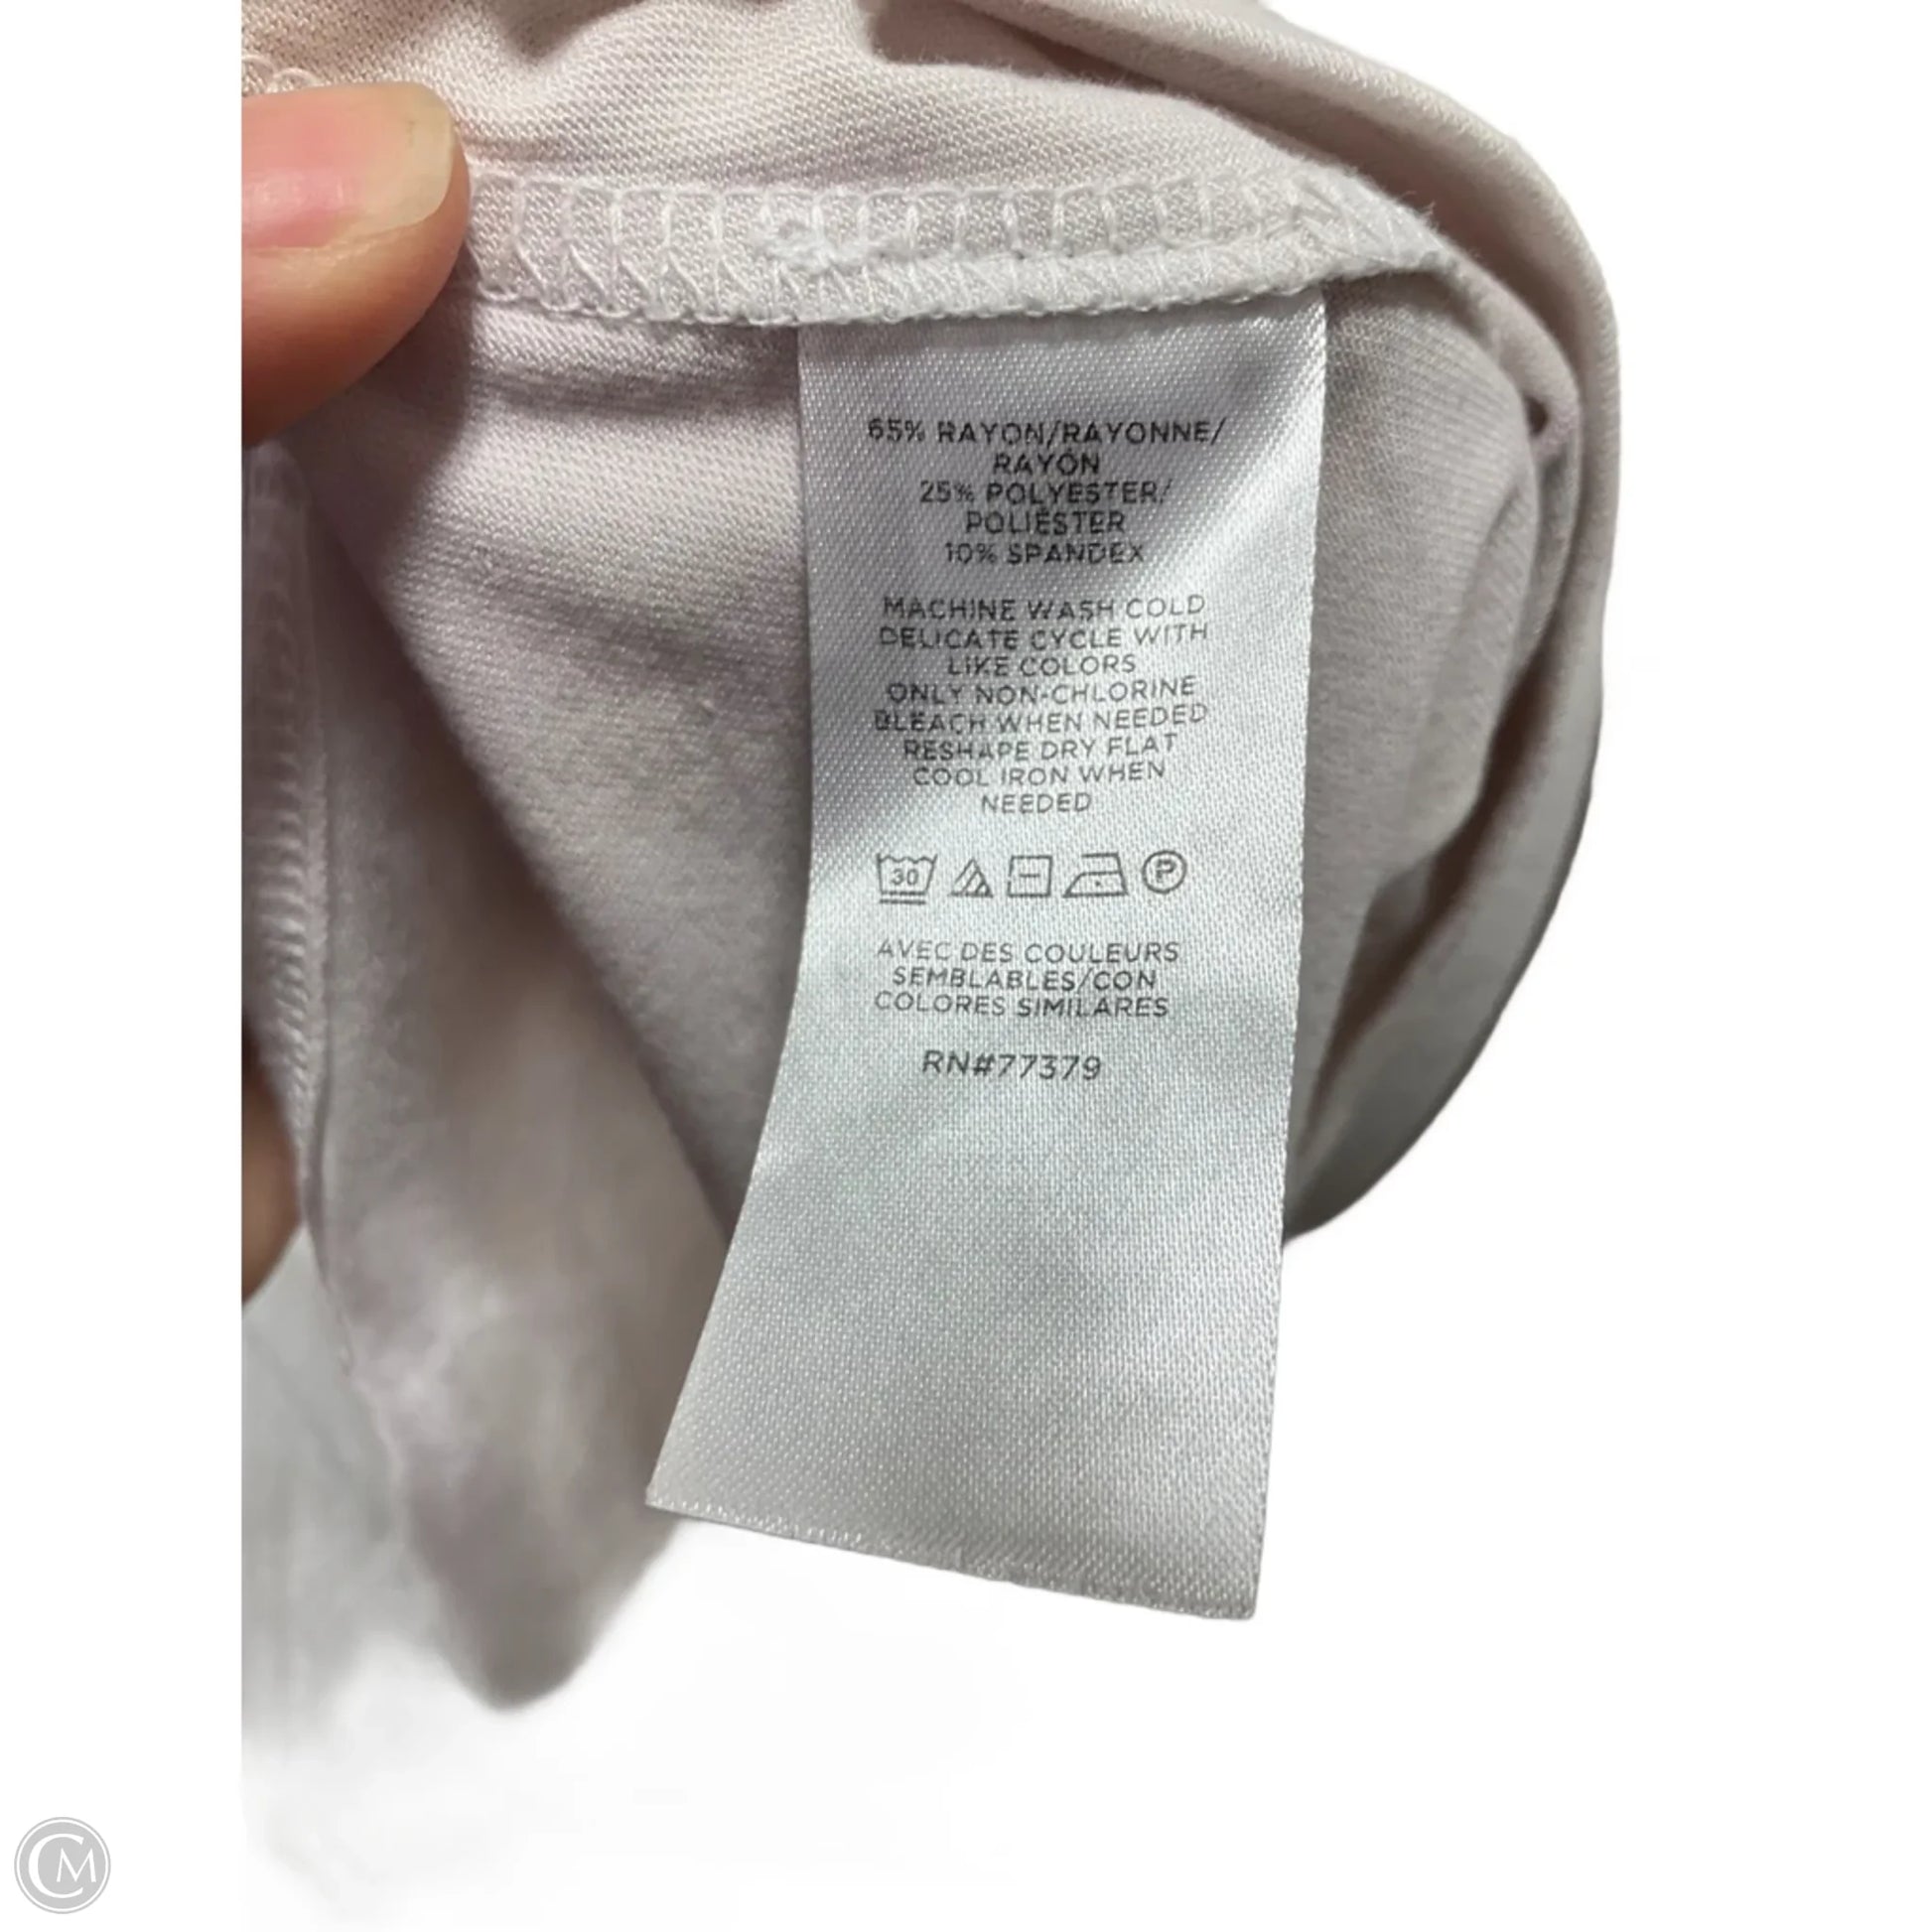 65% RAYON/RAYONNE/
RAYÓN
25% POLYESTER/
POLIÉSTER
10% SPANDEX
MACHINE WASH COLD
DELICATE CYCLE WITH
LIKE COLORS
ONLY NON-CHLORINE
BLEACH WHEN NEEDED
RESHAPE DRY FLAT
COOL IRON WHEN
NEEDED
30 P
AVEC DES COULEURS
SEMBLABLES/CON
COLORES SIMILARES
RN#77379
CM